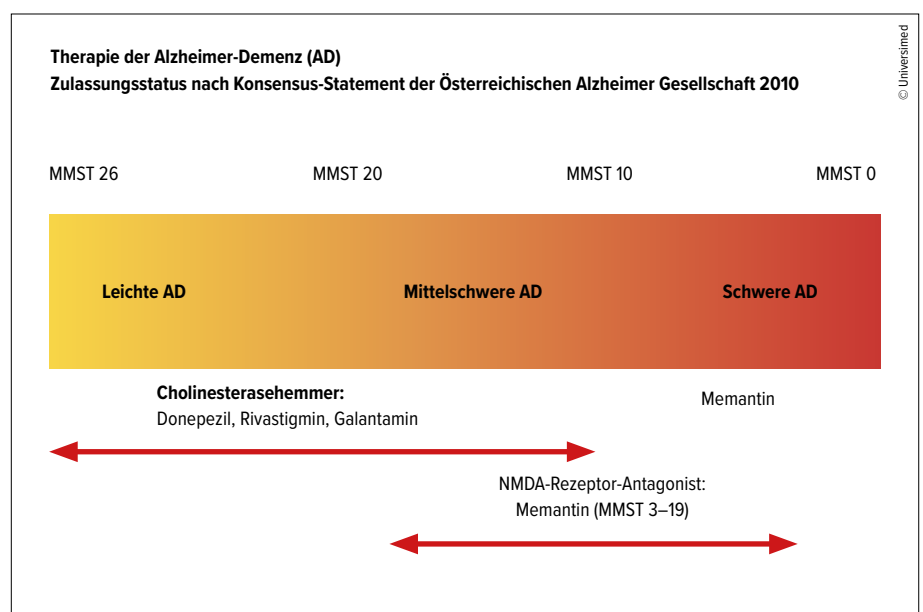 Therapie der Alzheimer-Demenz (AD)
Zulassungsstatus nach Konsensus-Statement der Österreichischen Alzheimer Gesellschaft 2010
© Universimed
MMST 26 MMST 20 MMST 10 MMST 0
Leichte AD Mittelschwere AD Schwere AD
Cholinesterasehemmer:
Donepezil, Rivastigmin, Galantamin
Memantin
NMDA-Rezeptor-Antagonist:
Memantin (MMST 3–19)